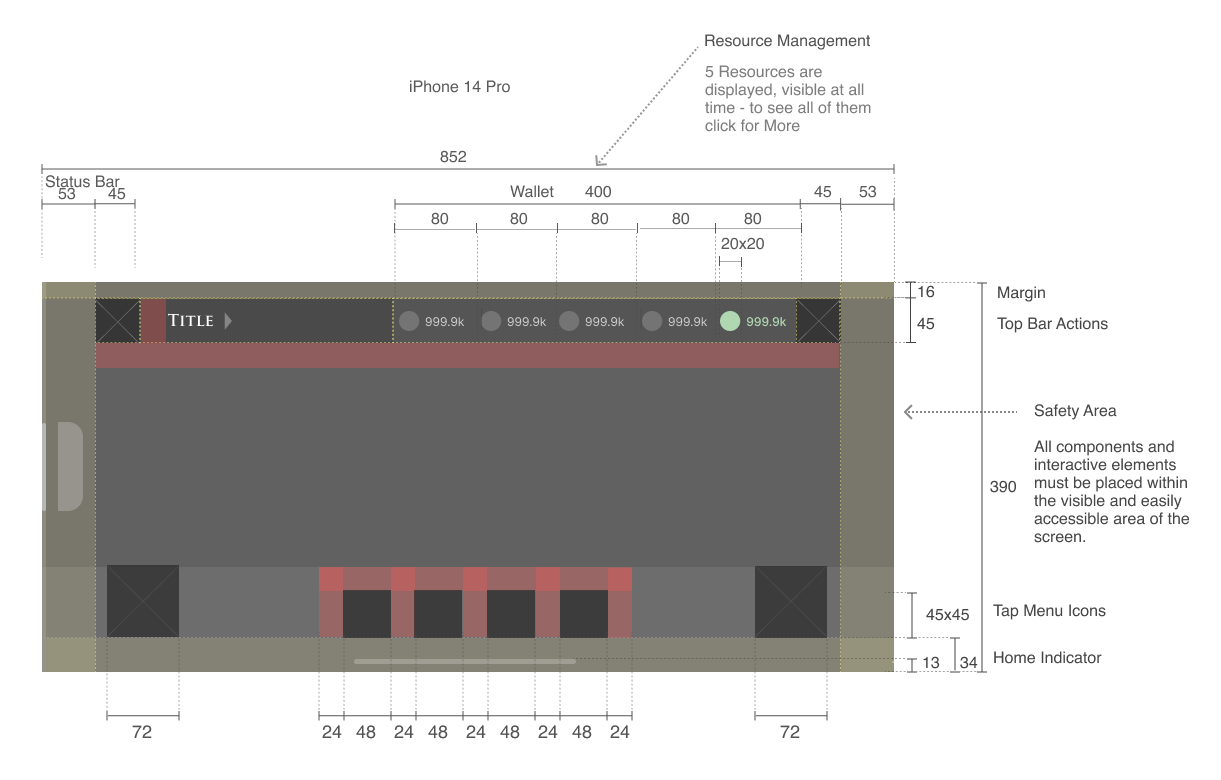 Resource Management
5 Resources are
displayed, visible at all
time - to see all of them
click for More
iPhone 14 Pro
852
Status Bar
53 45
Wallet 400 45 53
80 80 80 80 80
20x20
16 Margin
TITLE 999.9k 999.9k 999.9k 999.9k 999.9k
45 Top Bar Actions
Safety Area
All components and
interactive elements
must be placed within
the visible and easily
accessible area of the
screen.
390
45x45 Tap Menu Icons
13 34 Home Indicator
72 24 48 24 48 24 48 24 48 24 72